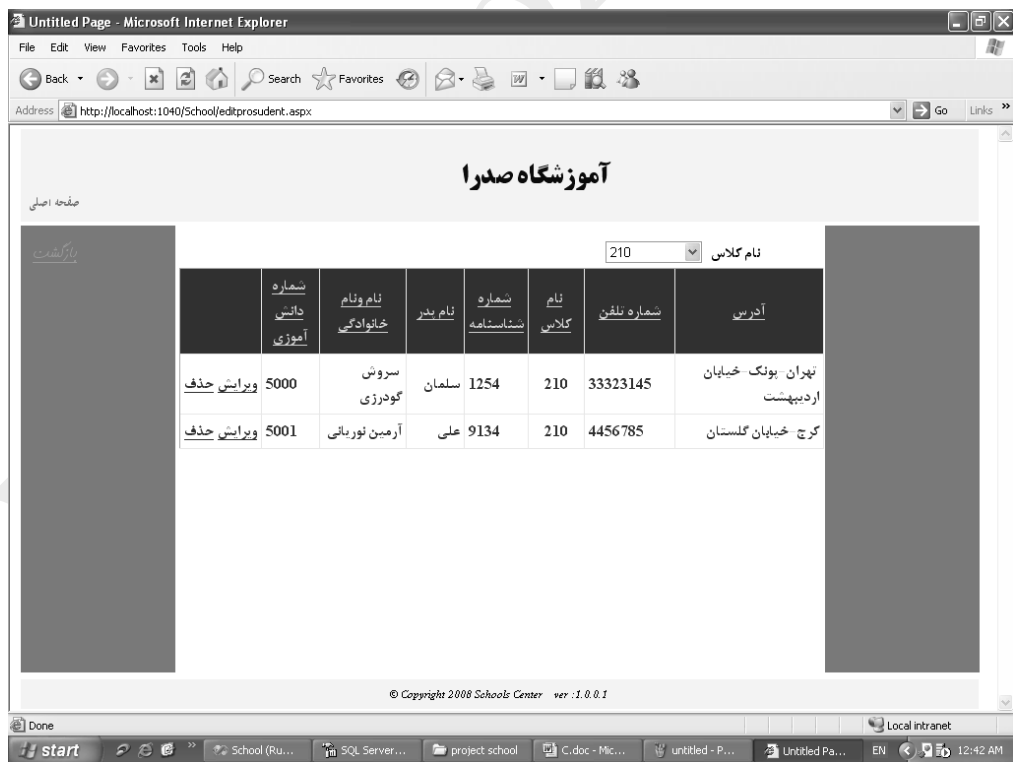 Untitled Page - Microsoft Internet Explorer
File Edit View Favorites Tools Help
Back Search Favorites
Address http://localhost:1040/School/editprosudent.aspx Go Links »
آموزشگاه صدرا
صفحه اصلی
بازگشت
نام کلاس 210
شماره دانش آموزی نام ونام خانوادگی نام پدر شماره شناسنامه نام کلاس شماره تلفن آدرس
ویرایش حذف 5000 سروش گودرزی سلمان 1254 210 33323145 تهران-پونک-خیابان اردیبهشت
ویرایش حذف 5001 آرمین نوریانی علی 9134 210 4456785 کرج-خیابان گلستان
© Copyright 2008 Schools Center ver :1.0.0.1
Done Local intranet
start » School (Ru... SQL Server... project school C.doc - Mic... untitled - P... Untitled Pa... EN 12:42 AM